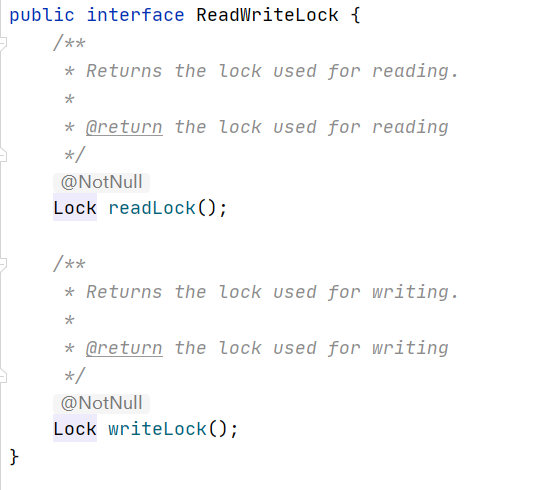 public interface ReadWriteLock {
/**
* Returns the lock used for reading.
*
* @return the lock used for reading
*/
@NotNull
Lock readLock();
/**
* Returns the lock used for writing.
*
* @return the lock used for writing
*/
@NotNull
Lock writeLock();
}